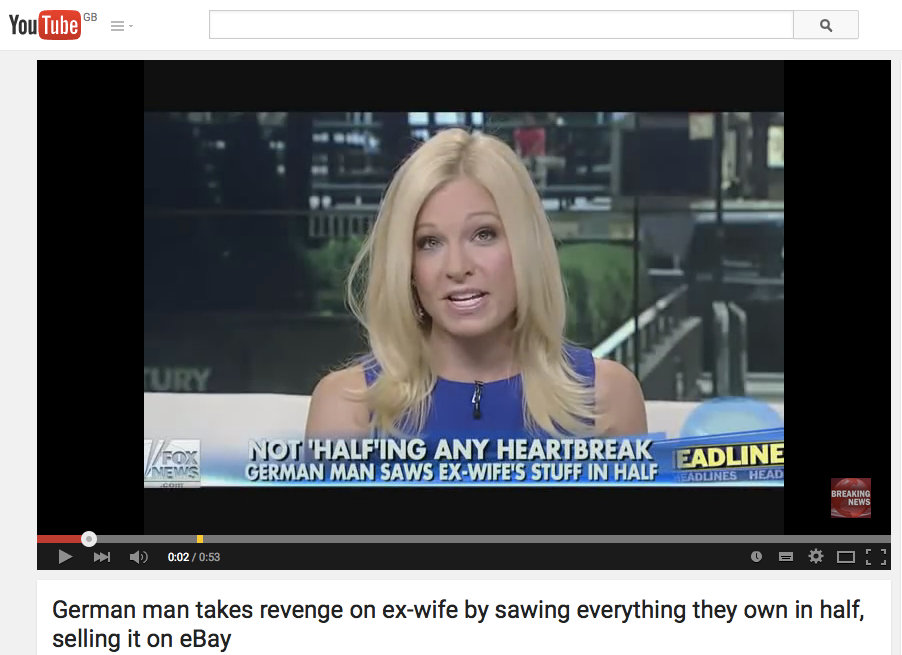 YouTube GB
TURY
FOX
NEWS
.com
NOT 'HALF'ING ANY HEARTBREAK
GERMAN MAN SAWS EX-WIFE'S STUFF IN HALF
EADLINE
EADLINES HEAD
BREAKING
NEWS
0:02 / 0:53
German man takes revenge on ex-wife by sawing everything they own in half,
selling it on eBay